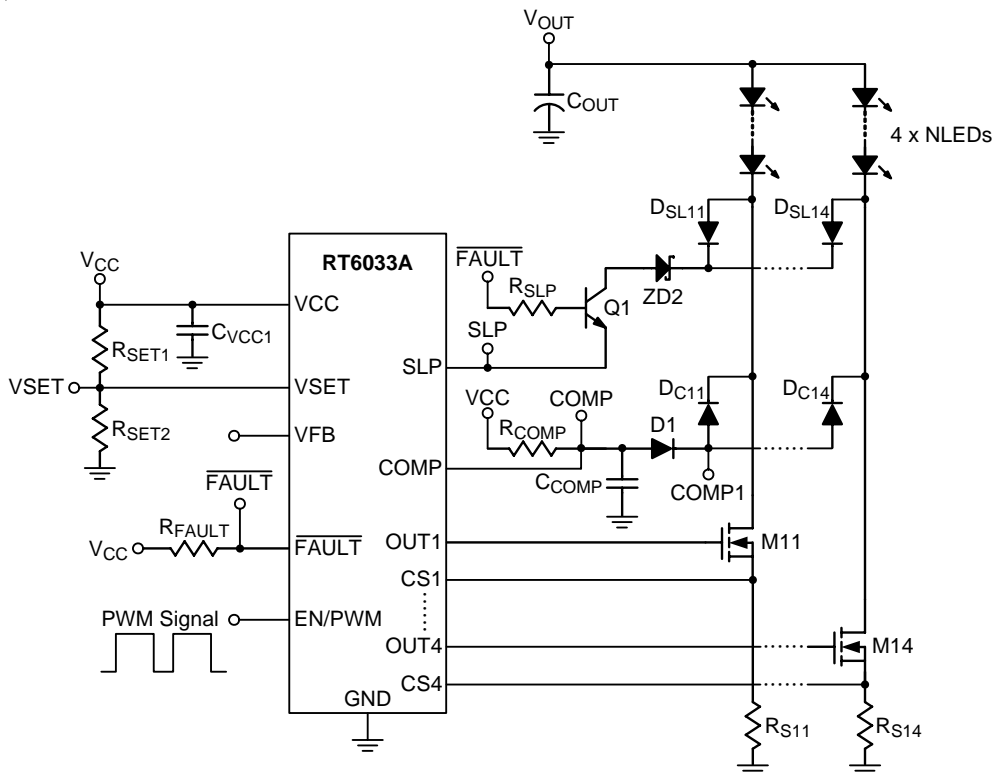 VOUT
COUT
4 x NLEDs
DSL11
DSL14
RT6033A
FAULT
RSLP
Q1
ZD2
VCC
VCC
CVCC1
RSET1
SLP
SLP
VSET
VSET
RSET2
VFB
VCC
RCOMP
COMP
COMP
CCOMP
D1
DC11
DC14
COMP1
FAULT
RFAULT
VCC
FAULT
OUT1
M11
CS1
PWM Signal
EN/PWM
OUT4
M14
CS4
GND
RS11
RS14